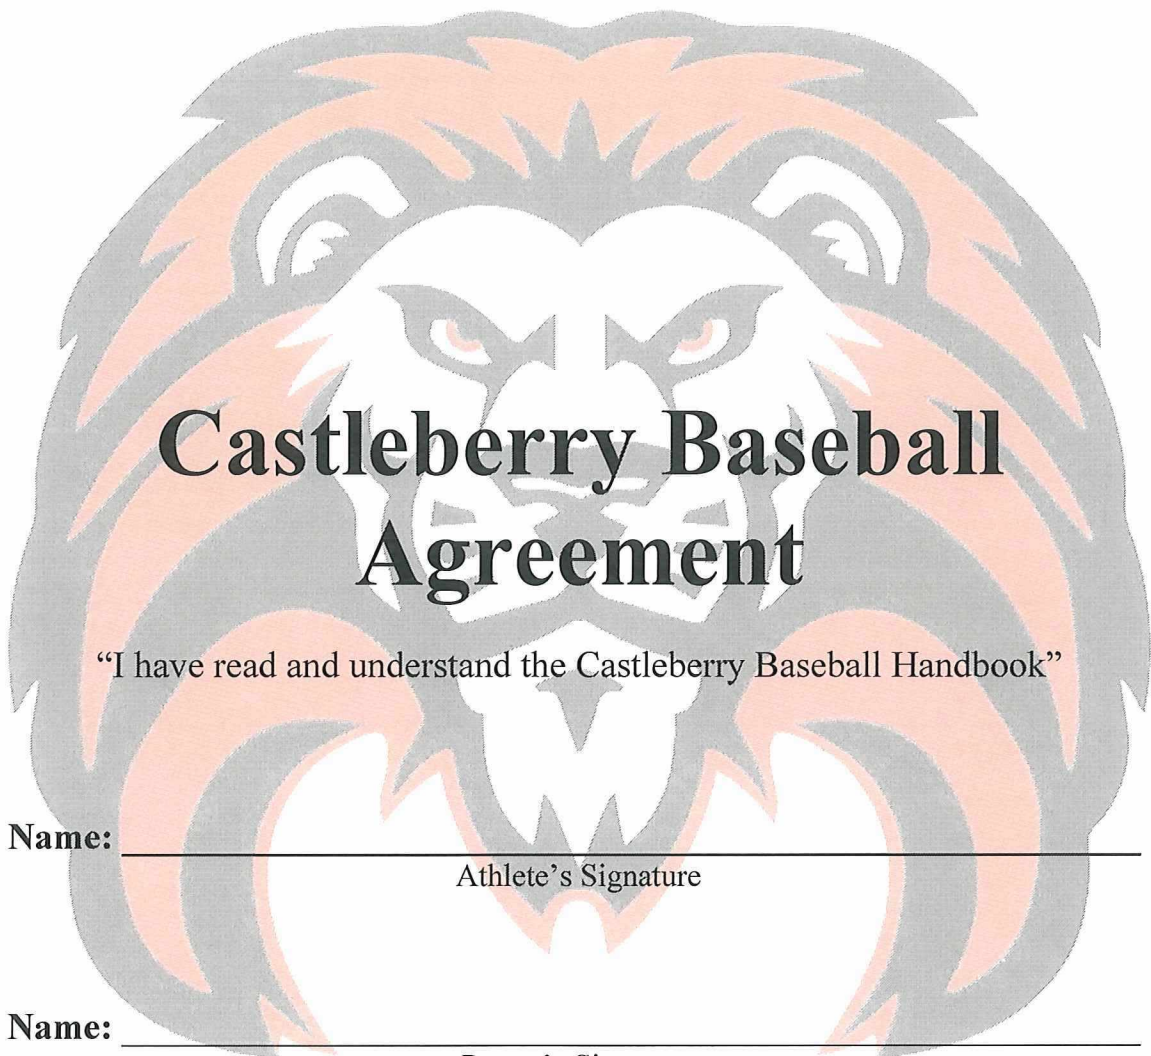 Castleberry Baseball
Agreement
“I have read and understand the Castleberry Baseball Handbook”
Name:
Athlete’s Signature
Name: